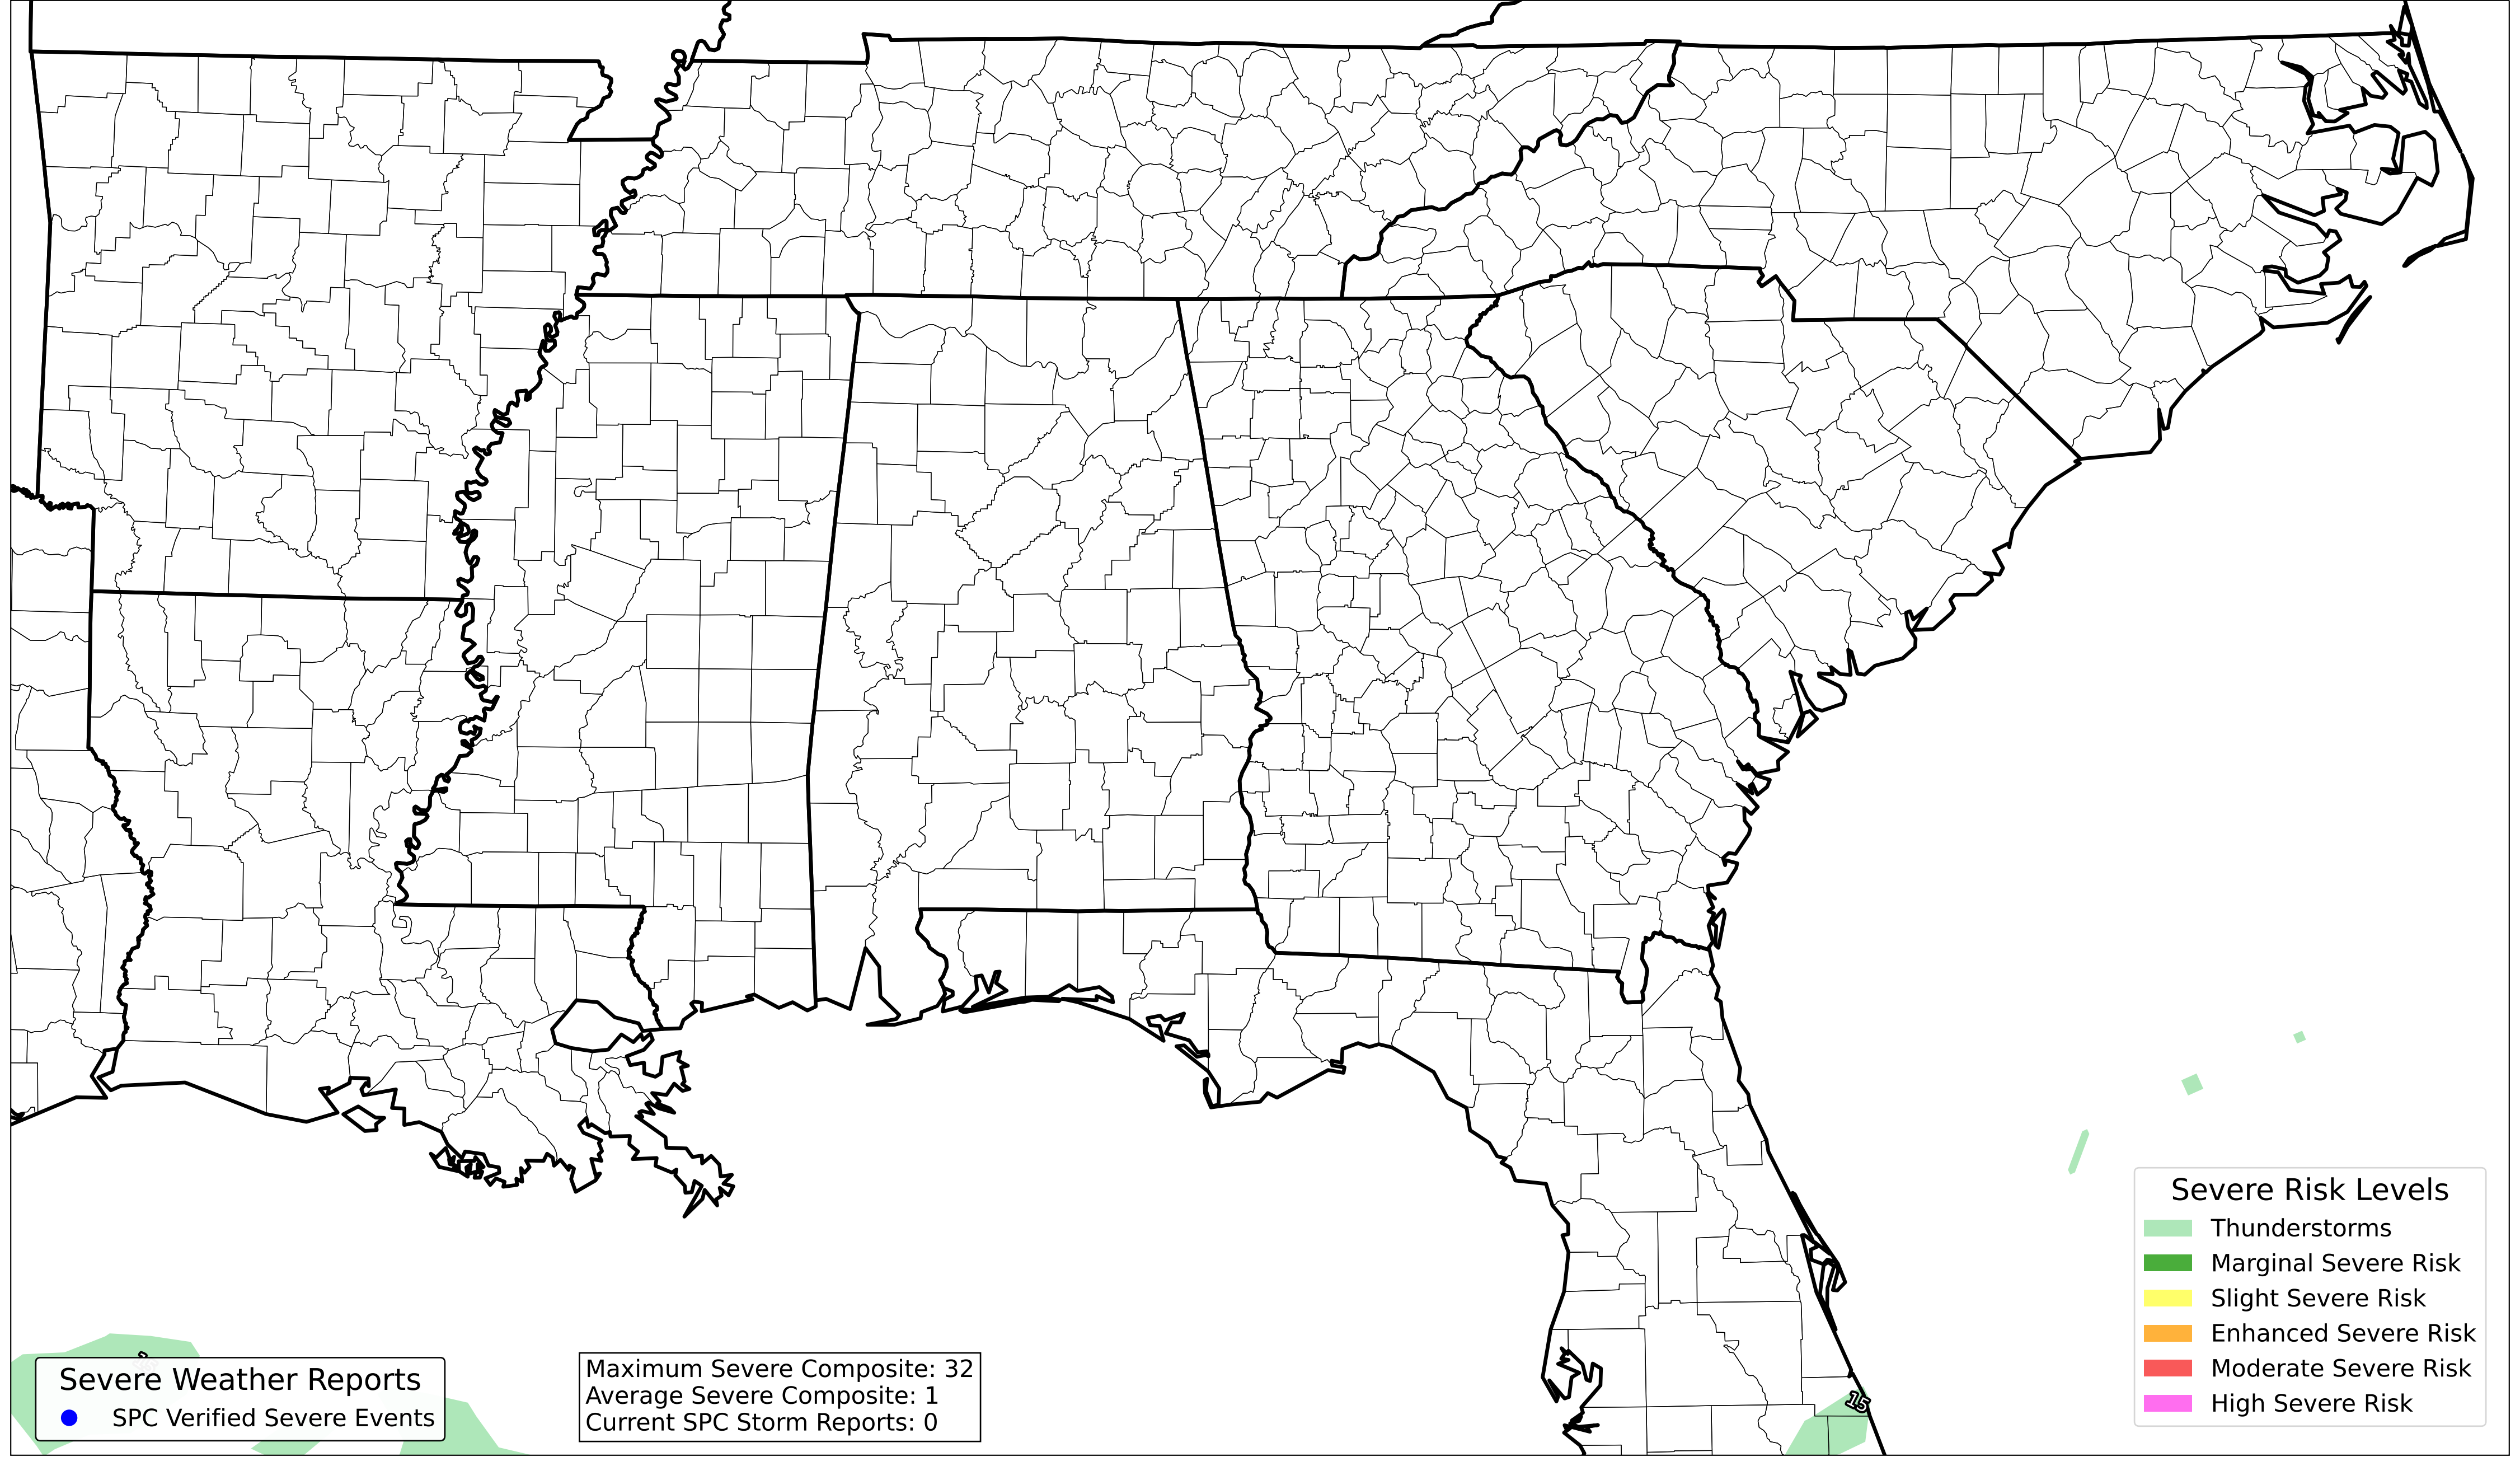 15
Severe Risk Levels
Thunderstorms
Marginal Severe Risk
Slight Severe Risk
Enhanced Severe Risk
Moderate Severe Risk
High Severe Risk
Severe Weather Reports
SPC Verified Severe Events
Maximum Severe Composite: 32
Average Severe Composite: 1
Current SPC Storm Reports: 0